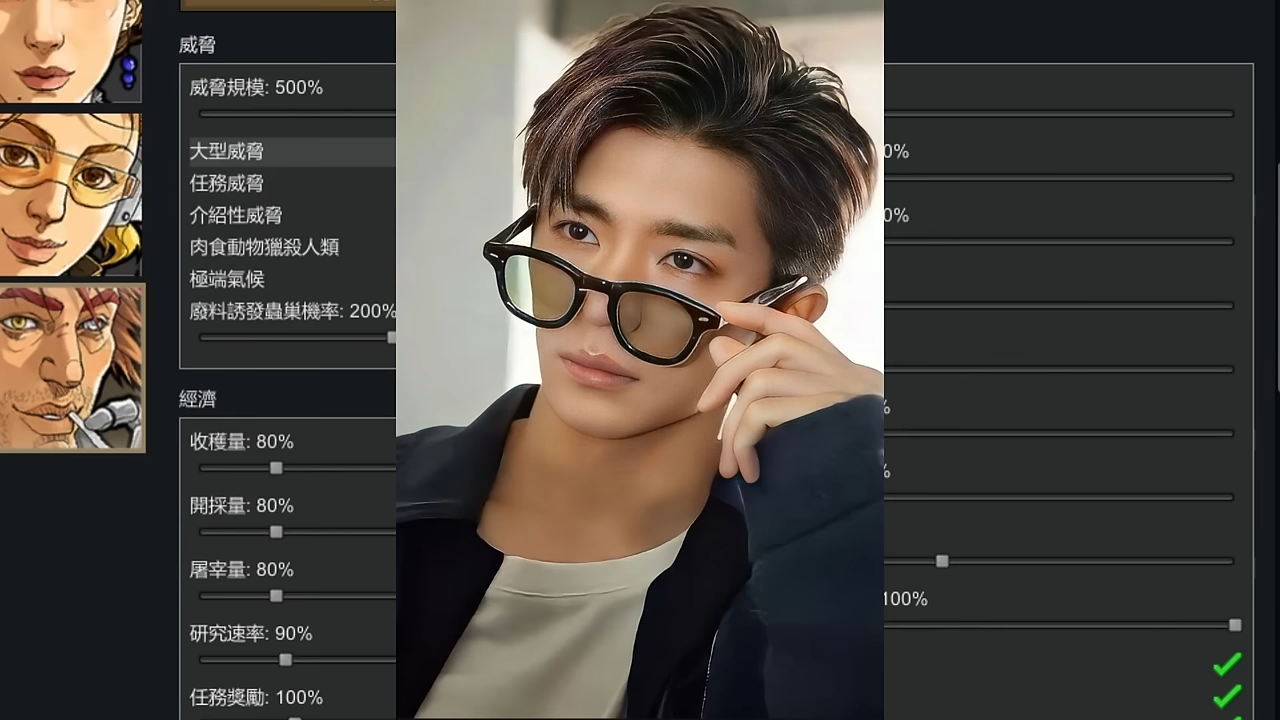 威脅
威脅規模: 500%
大型威脅
0%
任務威脅
介紹性威脅
0%
肉食動物獵殺人類
極端氣候
廢料誘發蟲巢機率: 200%
經濟
%
收穫量: 80%
%
開採量: 80%
屠宰量: 80%
100%
研究速率: 90%
任務獎勵: 100%